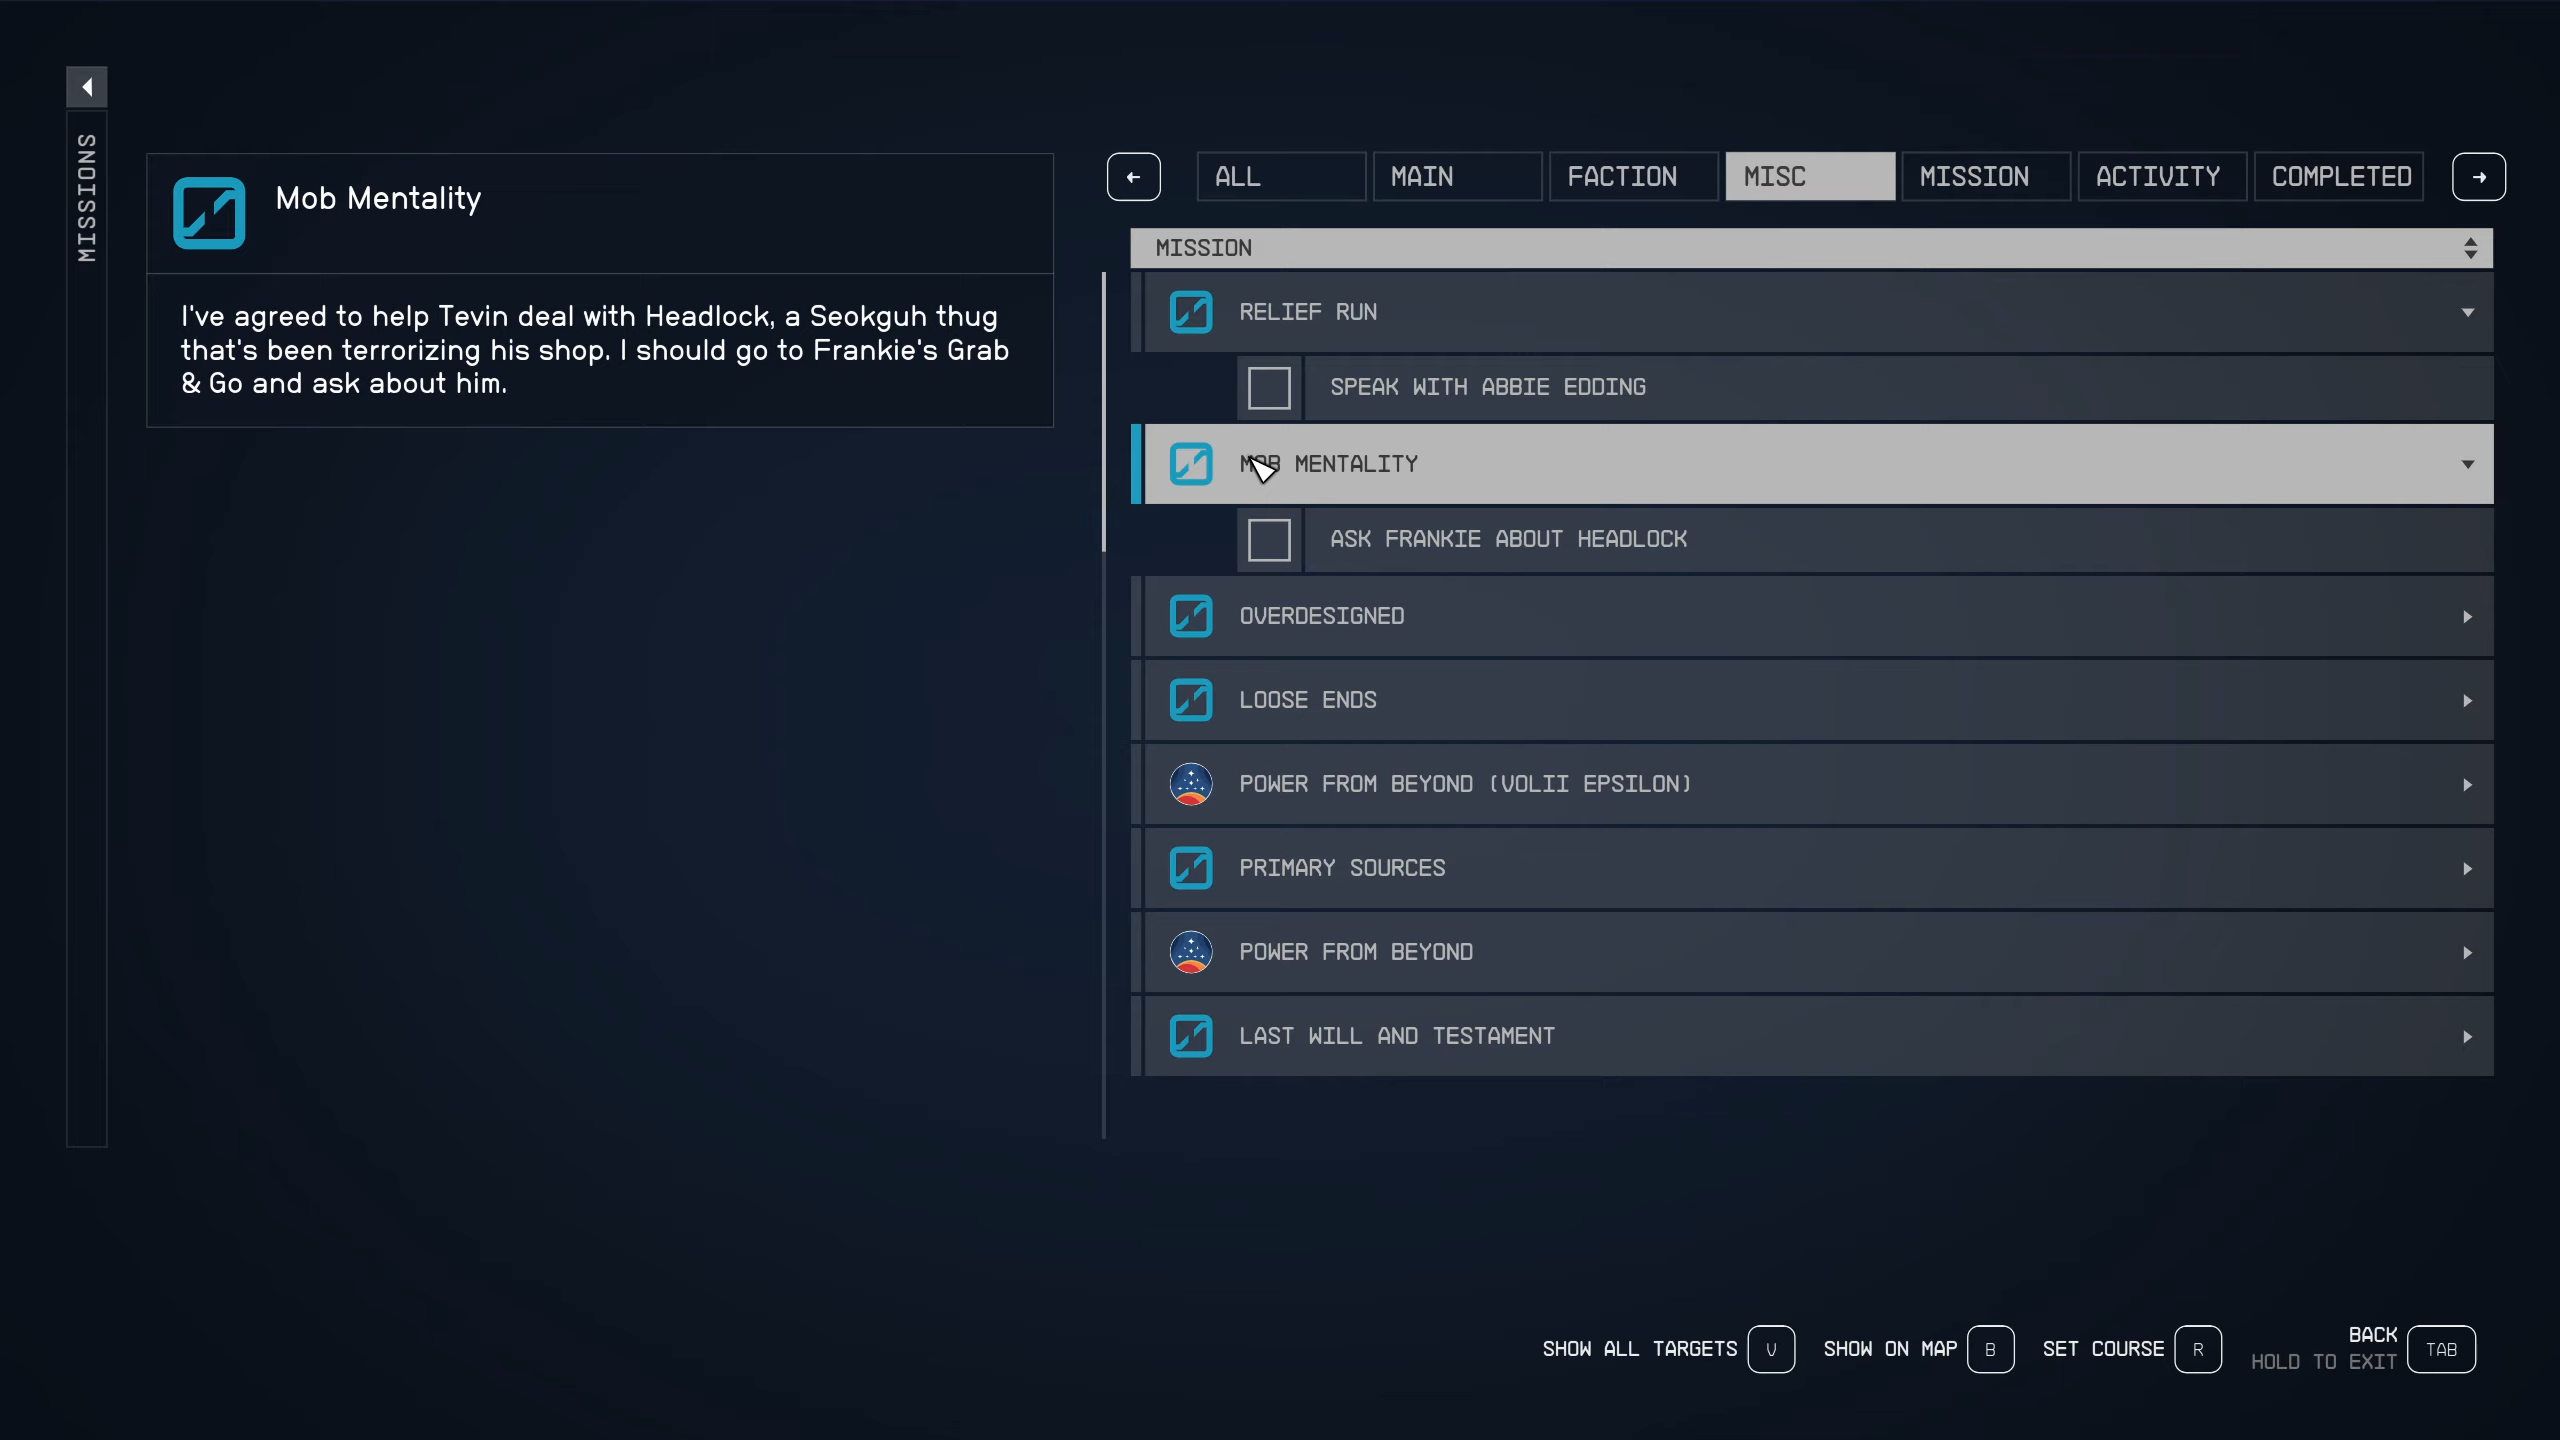 MISSIONS
Mob Mentality
I've agreed to help Tevin deal with Headlock, a Seokguh thug
that's been terrorizing his shop. I should go to Frankie's Grab
& Go and ask about him.
ALL
MAIN
FACTION
MISC
MISSION
ACTIVITY
COMPLETED
MISSION
RELIEF RUN
SPEAK WITH ABBIE EDDING
MOB MENTALITY
ASK FRANKIE ABOUT HEADLOCK
OVERDESIGNED
LOOSE ENDS
POWER FROM BEYOND (VOLII EPSILON)
PRIMARY SOURCES
POWER FROM BEYOND
LAST WILL AND TESTAMENT
SHOW ALL TARGETS V
SHOW ON MAP B
SET COURSE R
BACK
HOLD TO EXIT
TAB